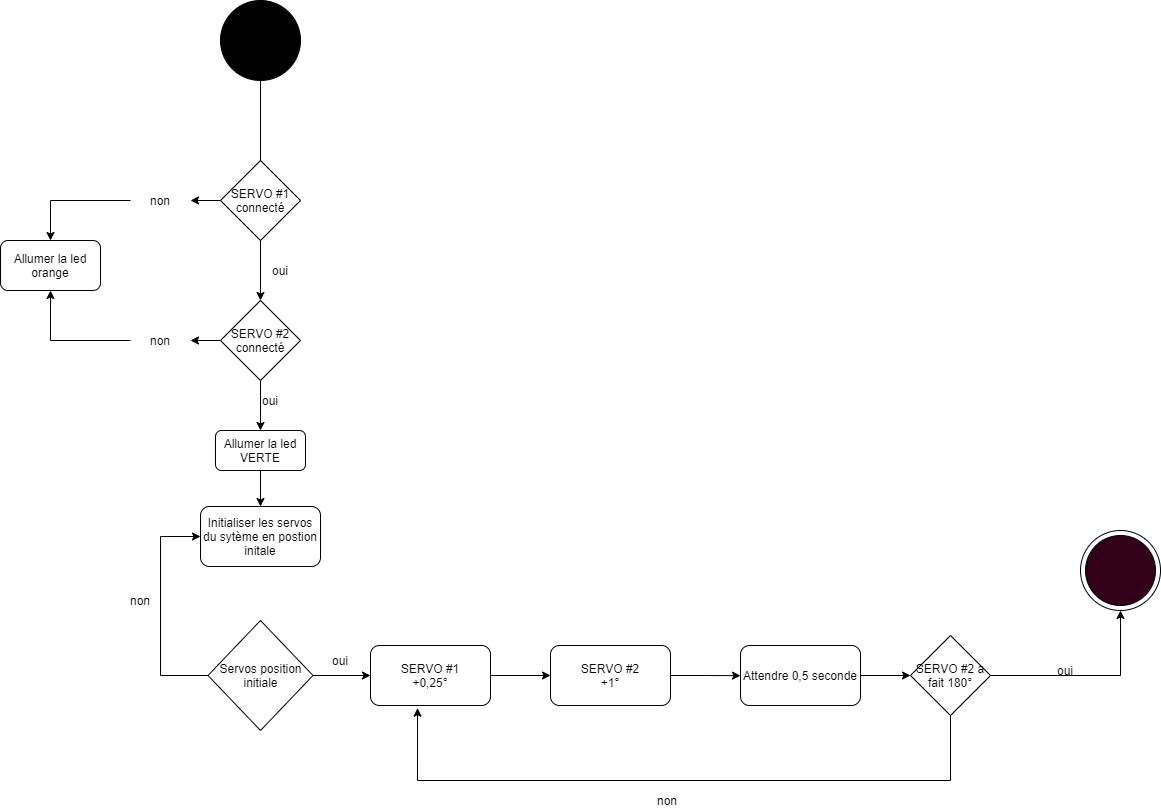 SERVO #1
connecté
non
Allumer la led
orange
oui
SERVO #2
connecté
non
oui
Allumer la led
VERTE
Initialiser les servos
du sytème en postion
initale
non
Servos position
initiale
oui
SERVO #1
+0,25°
SERVO #2
+1°
Attendre 0,5 seconde
SERVO #2 a
fait 180°
oui
non